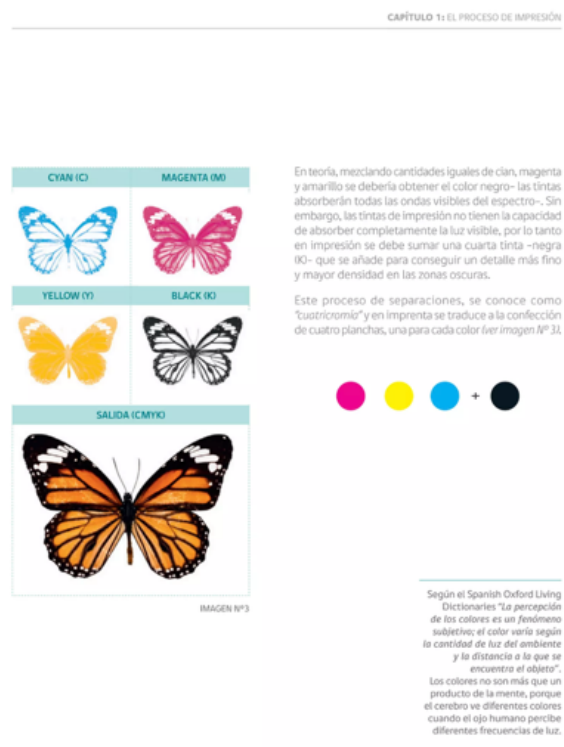 CAPÍTULO 1: EL PROCESO DE IMPRESIÓN
CYAN (C)
MAGENTA (M)
YELLOW (Y)
BLACK (K)
SALIDA (CMYK)
IMAGEN Nº3
En teoría, mezclando cantidades iguales de cian, magenta
y amarillo se debería obtener el color negro– las tintas
absorberán todas las ondas visibles del espectro–. Sin
embargo, las tintas de impresión no tienen la capacidad
de absorber completamente la luz visible, por lo tanto
en impresión se debe sumar una cuarta tinta –negra
(K)– que se añade para conseguir un detalle más fino
y mayor densidad en las zonas oscuras.
Este proceso de separaciones, se conoce como
"cuatricromía" y en imprenta se traduce a la confección
de cuatro planchas, una para cada color (ver imagen Nº 3).
+
Según el Spanish Oxford Living
Dictionaries "La percepción
de los colores es un fenómeno
subjetivo; el color varía según
la cantidad de luz del ambiente
y la distancia a la que se
encuentra el objeto".
Los colores no son más que un
producto de la mente, porque
el cerebro ve diferentes colores
cuando el ojo humano percibe
diferentes frecuencias de luz.